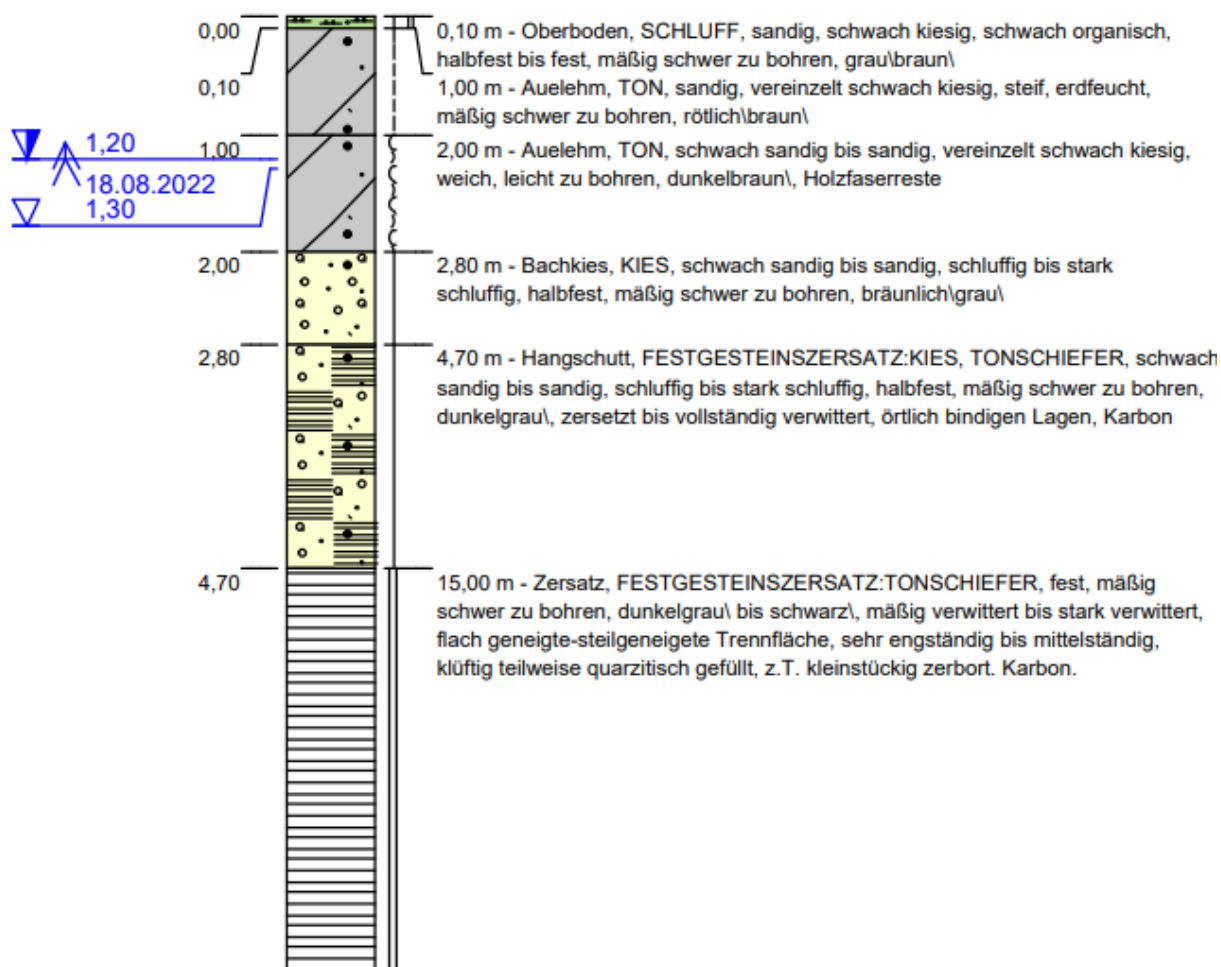 0,00
0,10 m - Oberboden, SCHLUFF, sandig, schwach kiesig, schwach organisch,
halbfest bis fest, mäßig schwer zu bohren, grau\braun\
0,10
1,00 m - Auelehm, TON, sandig, vereinzelt schwach kiesig, steif, erdfeucht,
mäßig schwer zu bohren, rötlich\braun\
1,20
18.08.2022
1,30
1,00
2,00 m - Auelehm, TON, schwach sandig bis sandig, vereinzelt schwach kiesig,
weich, leicht zu bohren, dunkelbraun\, Holzfaserreste
2,00
2,80 m - Bachkies, KIES, schwach sandig bis sandig, schluffig bis stark
schluffig, halbfest, mäßig schwer zu bohren, bräunlich\grau\
2,80
4,70 m - Hangschutt, FESTGESTEINSZERSATZ:KIES, TONSCHIEFER, schwach
sandig bis sandig, schluffig bis stark schluffig, halbfest, mäßig schwer zu bohren,
dunkelgrau\, zersetzt bis vollständig verwittert, örtlich bindigen Lagen, Karbon
4,70
15,00 m - Zersatz, FESTGESTEINSZERSATZ:TONSCHIEFER, fest, mäßig
schwer zu bohren, dunkelgrau\ bis schwarz\, mäßig verwittert bis stark verwittert,
flach geneigte-steilgeneigete Trennfläche, sehr engständig bis mittelständig,
klüftig teilweise quarzitisch gefüllt, z.T. kleinstückig zerbort. Karbon.